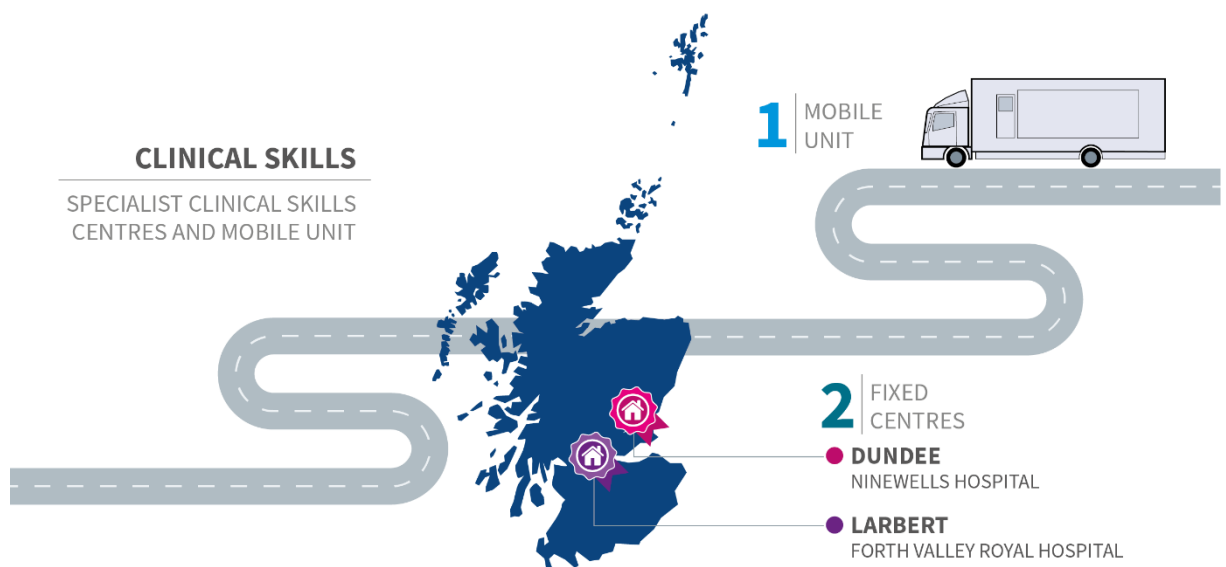 CLINICAL SKILLS
SPECIALIST CLINICAL SKILLS
CENTRES AND MOBILE UNIT
1 MOBILE
UNIT
2 FIXED
CENTRES
DUNDEE
NINEWELLS HOSPITAL
LARBERT
FORTH VALLEY ROYAL HOSPITAL